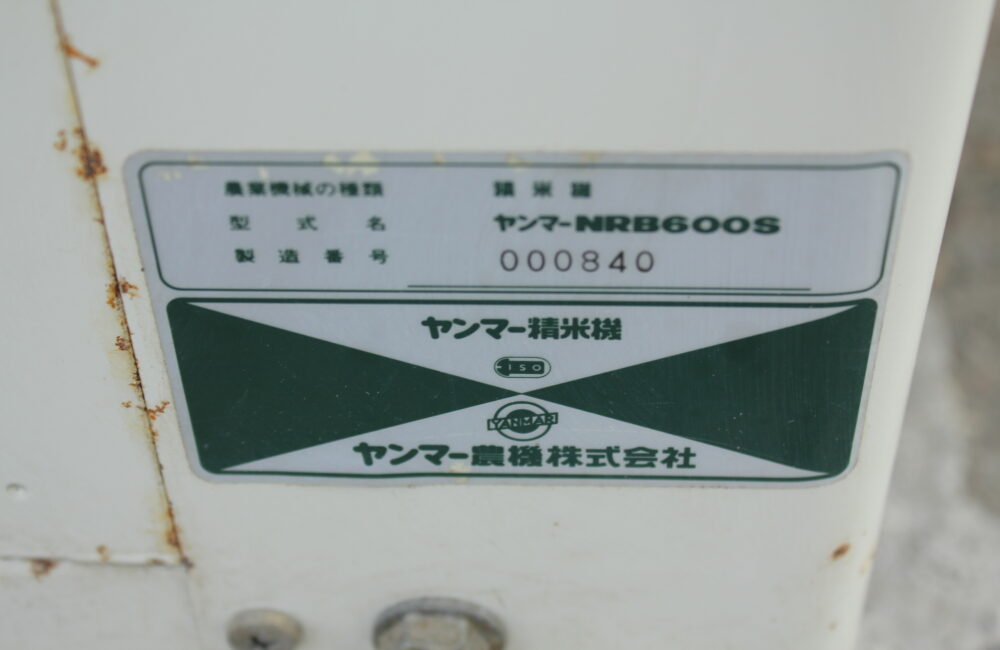 農業機械の種類 精米機
型式名 ヤンマーNRB600S
製造番号 000840
ヤンマー精米機
ISO
YANMAR
ヤンマー農機株式会社